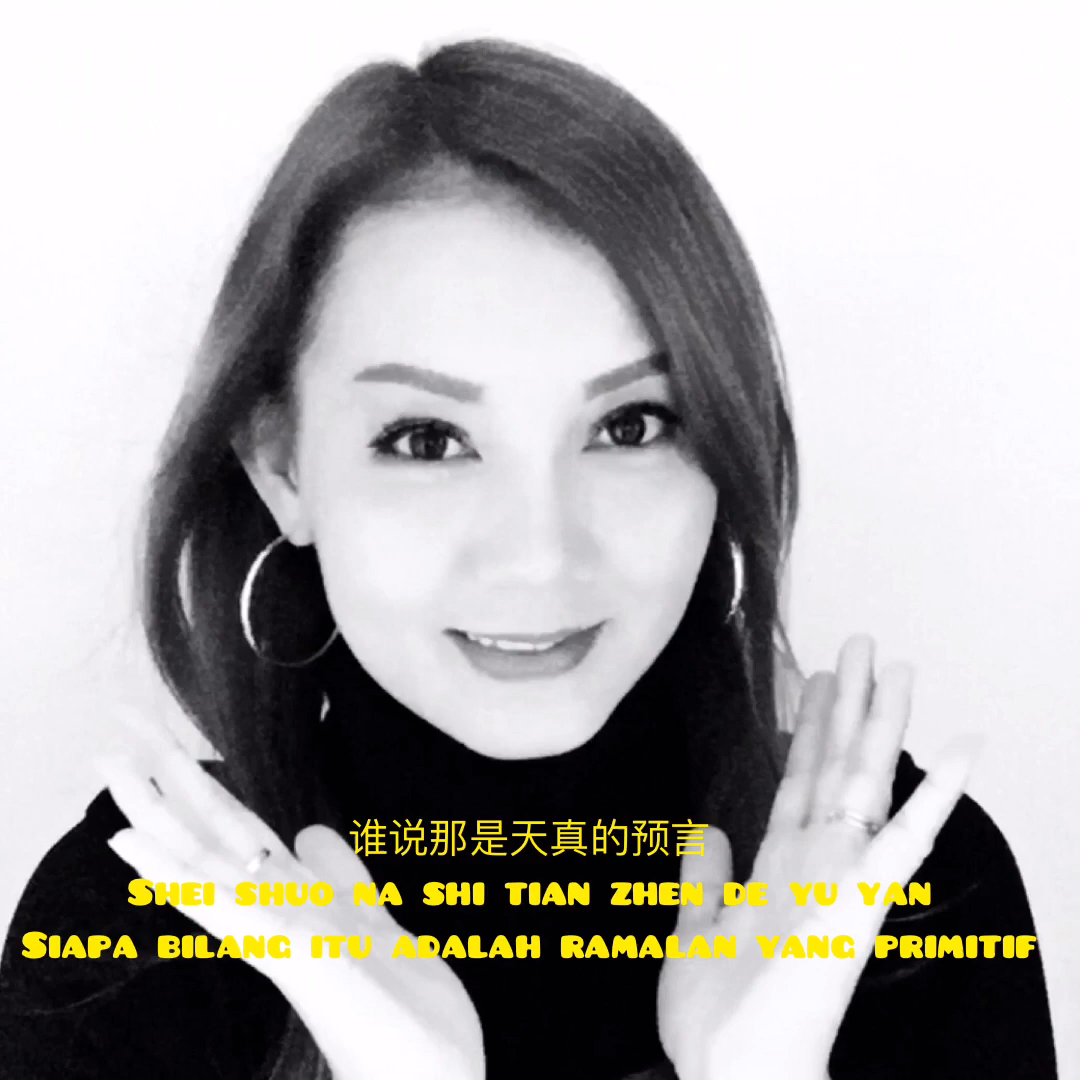 谁说那是天真的预言
Shei shuo na shi tian zhen de yu yan
Siapa bilang itu adalah ramalan yang primitif